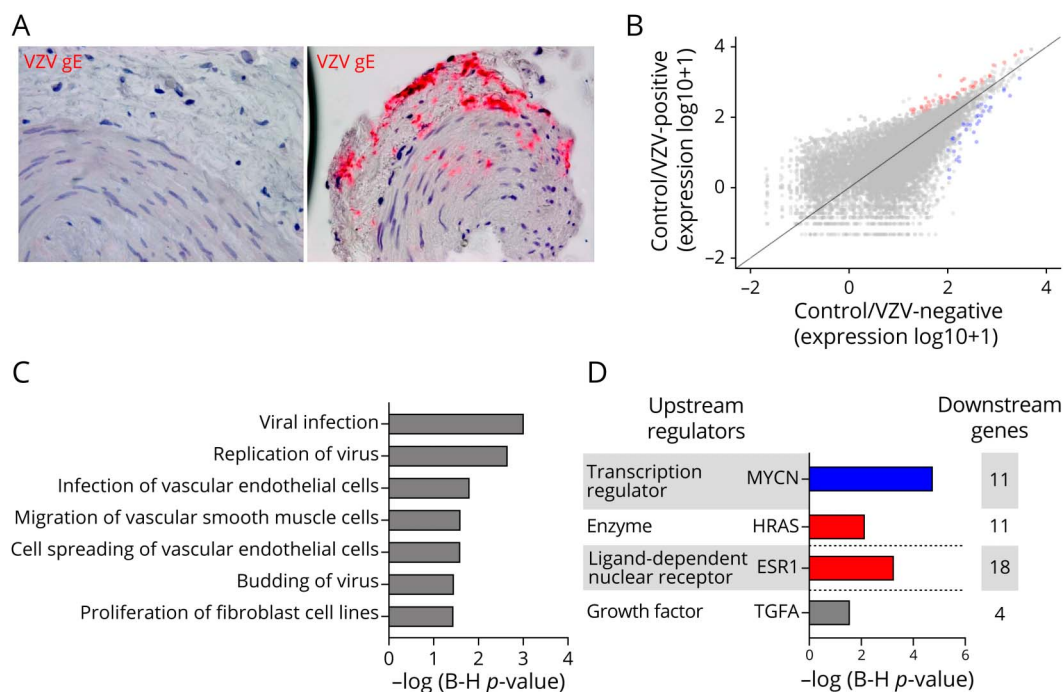 A
VZV gE
VZV gE
B
Control/VZV-positive
(expression log10+1)
4
2
0
−2
−2
0
2
4
Control/VZV-negative
(expression log10+1)
C
Viral infection
Replication of virus
Infection of vascular endothelial cells
Migration of vascular smooth muscle cells
Cell spreading of vascular endothelial cells
Budding of virus
Proliferation of fibroblast cell lines
0 1 2 3 4
−log (B-H p-value)
D
Upstream
regulators
Downstream
genes
Transcription
regulator
MYCN
11
Enzyme
HRAS
11
Ligand-dependent
nuclear receptor
ESR1
18
Growth factor
TGFA
4
0 2 4 6
−log (B-H p-value)